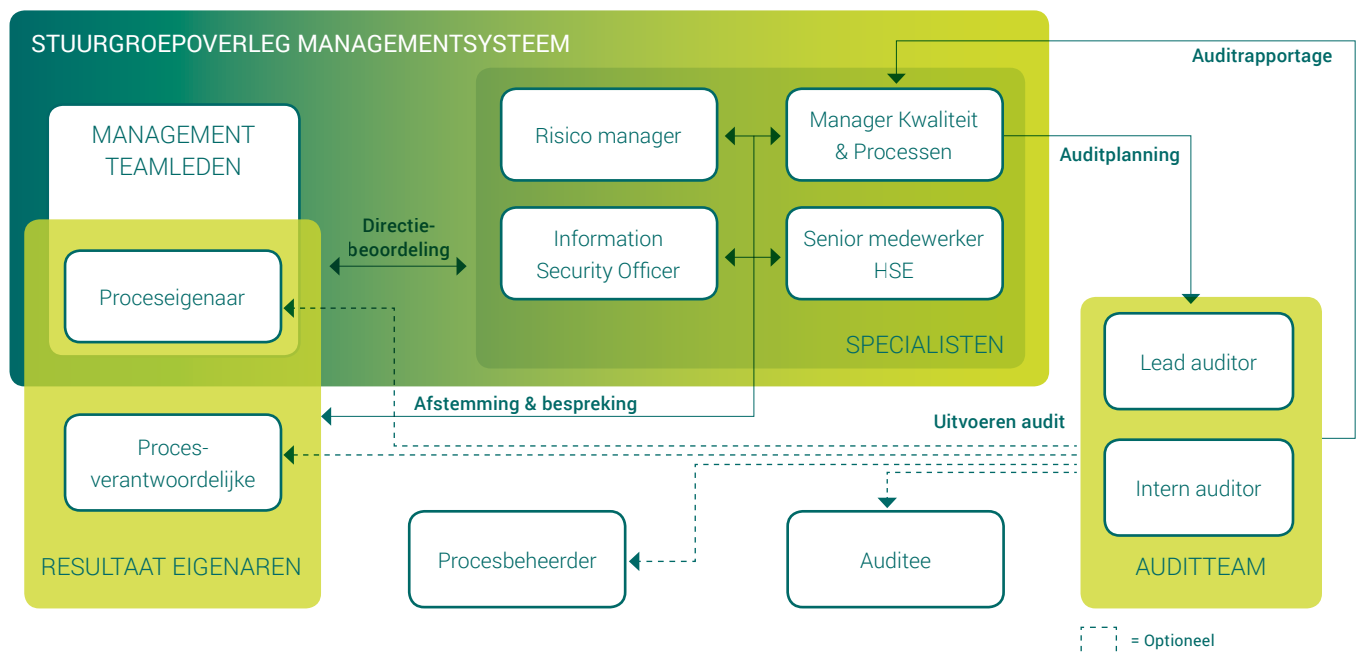 STUURGROEPOVERLEG MANAGEMENTSYSTEEM
Auditrapportage
MANAGEMENT
TEAMLEDEN
Risico manager
Manager Kwaliteit
& Processen
Auditplanning
Directie-
beoordeling
Information
Security Officer
Senior medewerker
HSE
Proceseigenaar
SPECIALISTEN
Lead auditor
Afstemming & bespreking
Uitvoeren audit
Proces-
verantwoordelijke
Intern auditor
RESULTAAT EIGENAREN
Procesbeheerder
Auditee
AUDITTEAM
= Optioneel